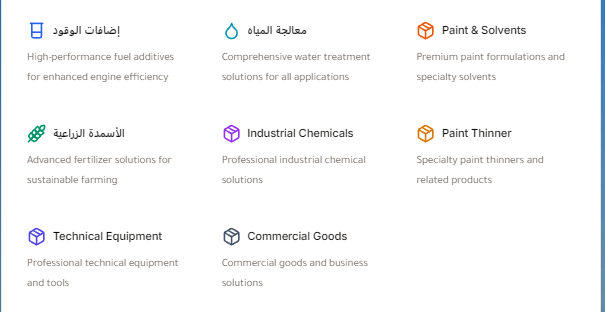 إضافات الوقود
High-performance fuel additives
for enhanced engine efficiency
معالجة المياه
Comprehensive water treatment
solutions for all applications
Paint & Solvents
Premium paint formulations and
specialty solvents
الأسمدة الزراعية
Advanced fertilizer solutions for
sustainable farming
Industrial Chemicals
Professional industrial chemical
solutions
Paint Thinner
Specialty paint thinners and
related products
Technical Equipment
Professional technical equipment
and tools
Commercial Goods
Commercial goods and business
solutions